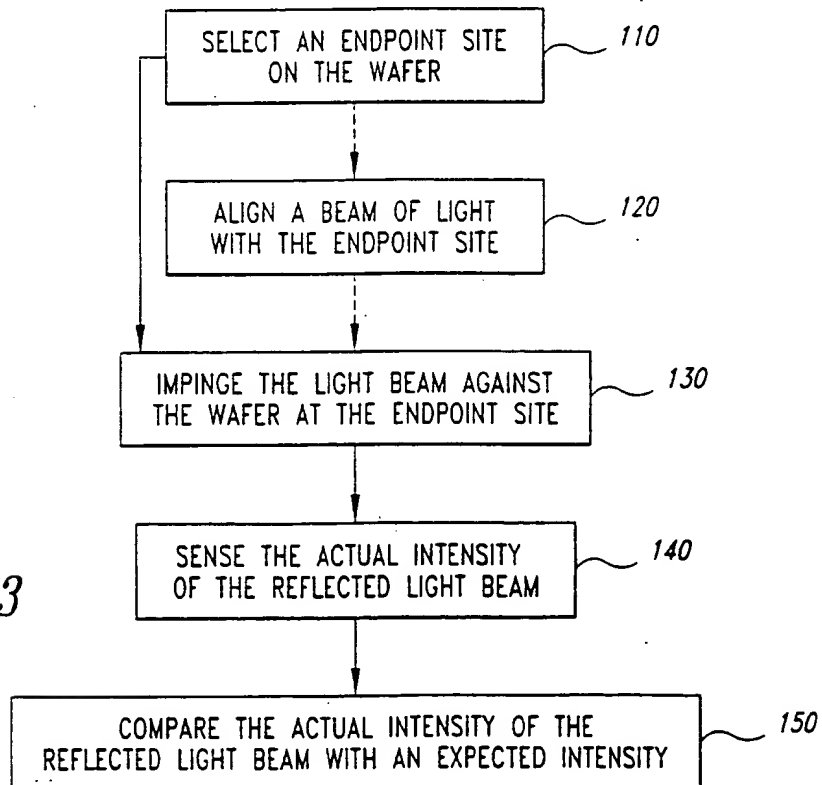 SELECT AN ENDPOINT SITE
ON THE WAFER
110
ALIGN A BEAM OF LIGHT
WITH THE ENDPOINT SITE
120
IMPINGE THE LIGHT BEAM AGAINST
THE WAFER AT THE ENDPOINT SITE
130
SENSE THE ACTUAL INTENSITY
OF THE REFLECTED LIGHT BEAM
140
3
COMPARE THE ACTUAL INTENSITY OF THE
REFLECTED LIGHT BEAM WITH AN EXPECTED INTENSITY
150